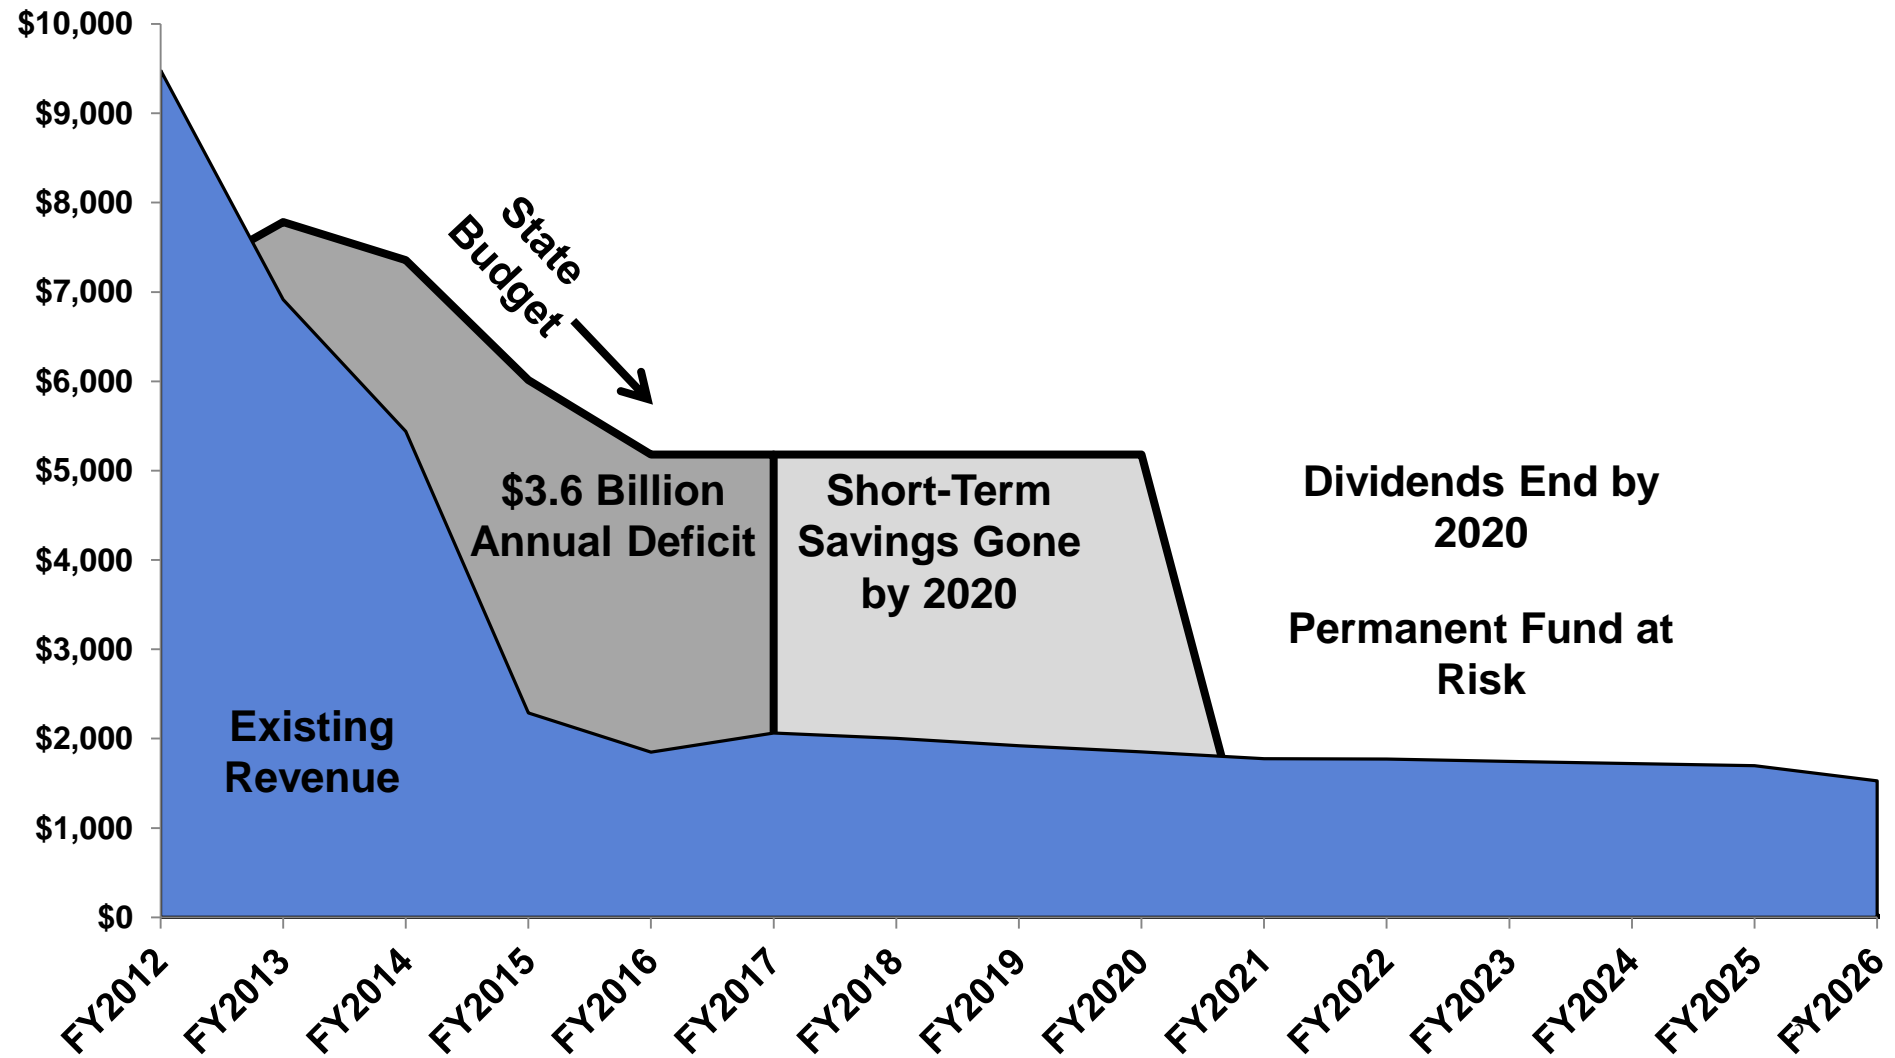 $10,000
$9,000
$8,000
$7,000
$6,000
$5,000
$4,000
$3,000
$2,000
$1,000
$0
State
Budget
$3.6 Billion
Annual Deficit
Short-Term
Savings Gone
by 2020
Dividends End by
2020
Permanent Fund at
Risk
Existing
Revenue
FY2012
FY2013
FY2014
FY2015
FY2016
FY2017
FY2018
FY2019
FY2020
FY2021
FY2022
FY2023
FY2024
FY2025
FY2026